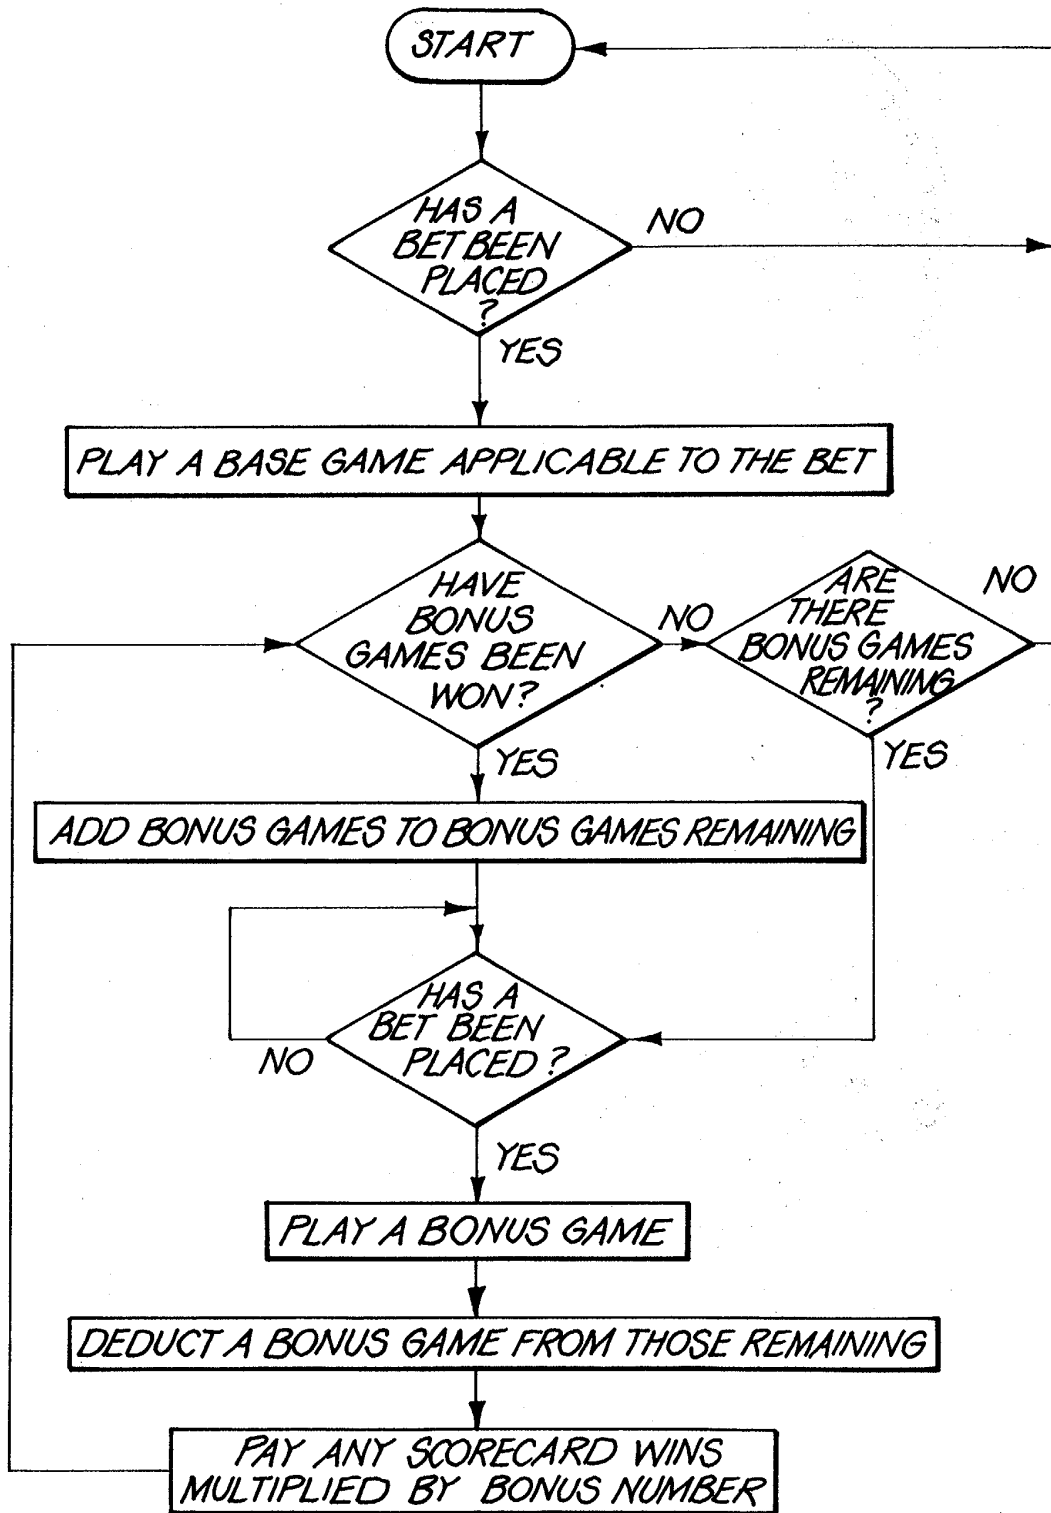 START
HAS A
BET BEEN
PLACED
?
NO
YES
PLAY A BASE GAME APPLICABLE TO THE BET
HAVE
BONUS
GAMES BEEN
WON?
NO
ARE
THERE
BONUS GAMES
REMAINING
?
NO
YES
YES
ADD BONUS GAMES TO BONUS GAMES REMAINING
HAS A
BET BEEN
PLACED?
NO
YES
PLAY A BONUS GAME
DEDUCT A BONUS GAME FROM THOSE REMAINING
PAY ANY SCORECARD WINS
MULTIPLIED BY BONUS NUMBER